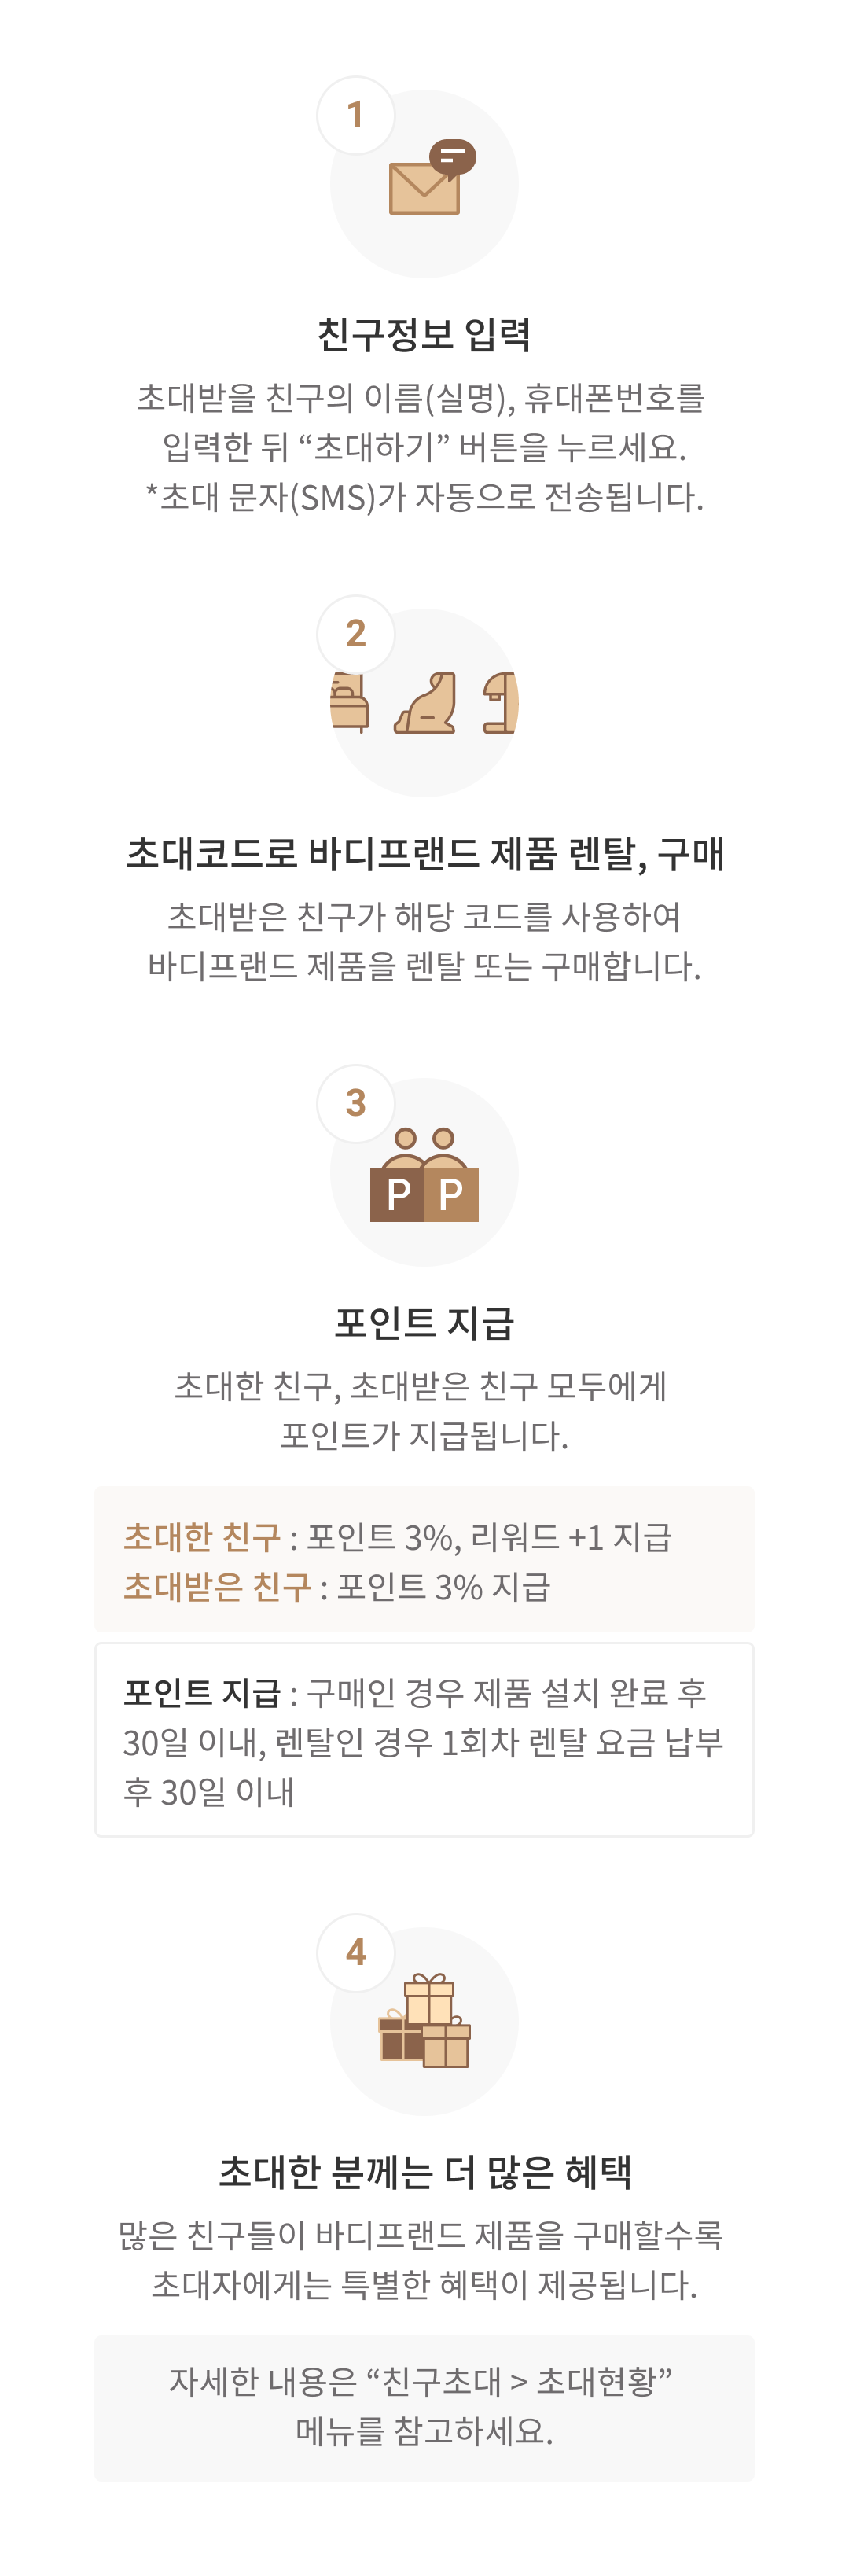 1
친구정보 입력
초대받을 친구의 이름(실명), 휴대폰번호를
입력한 뒤 “초대하기” 버튼을 누르세요.
*초대 문자(SMS)가 자동으로 전송됩니다.
2
초대코드로 바디프랜드 제품 렌탈, 구매
초대받은 친구가 해당 코드를 사용하여
바디프랜드 제품을 렌탈 또는 구매합니다.
3
P P
포인트 지급
초대한 친구, 초대받은 친구 모두에게
포인트가 지급됩니다.
초대한 친구 : 포인트 3%, 리워드 +1 지급
초대받은 친구 : 포인트 3% 지급
포인트 지급 : 구매인 경우 제품 설치 완료 후
30일 이내, 렌탈인 경우 1회차 렌탈 요금 납부
후 30일 이내
4
초대한 분께는 더 많은 혜택
많은 친구들이 바디프랜드 제품을 구매할수록
초대자에게는 특별한 혜택이 제공됩니다.
자세한 내용은 “친구초대 > 초대현황”
메뉴를 참고하세요.